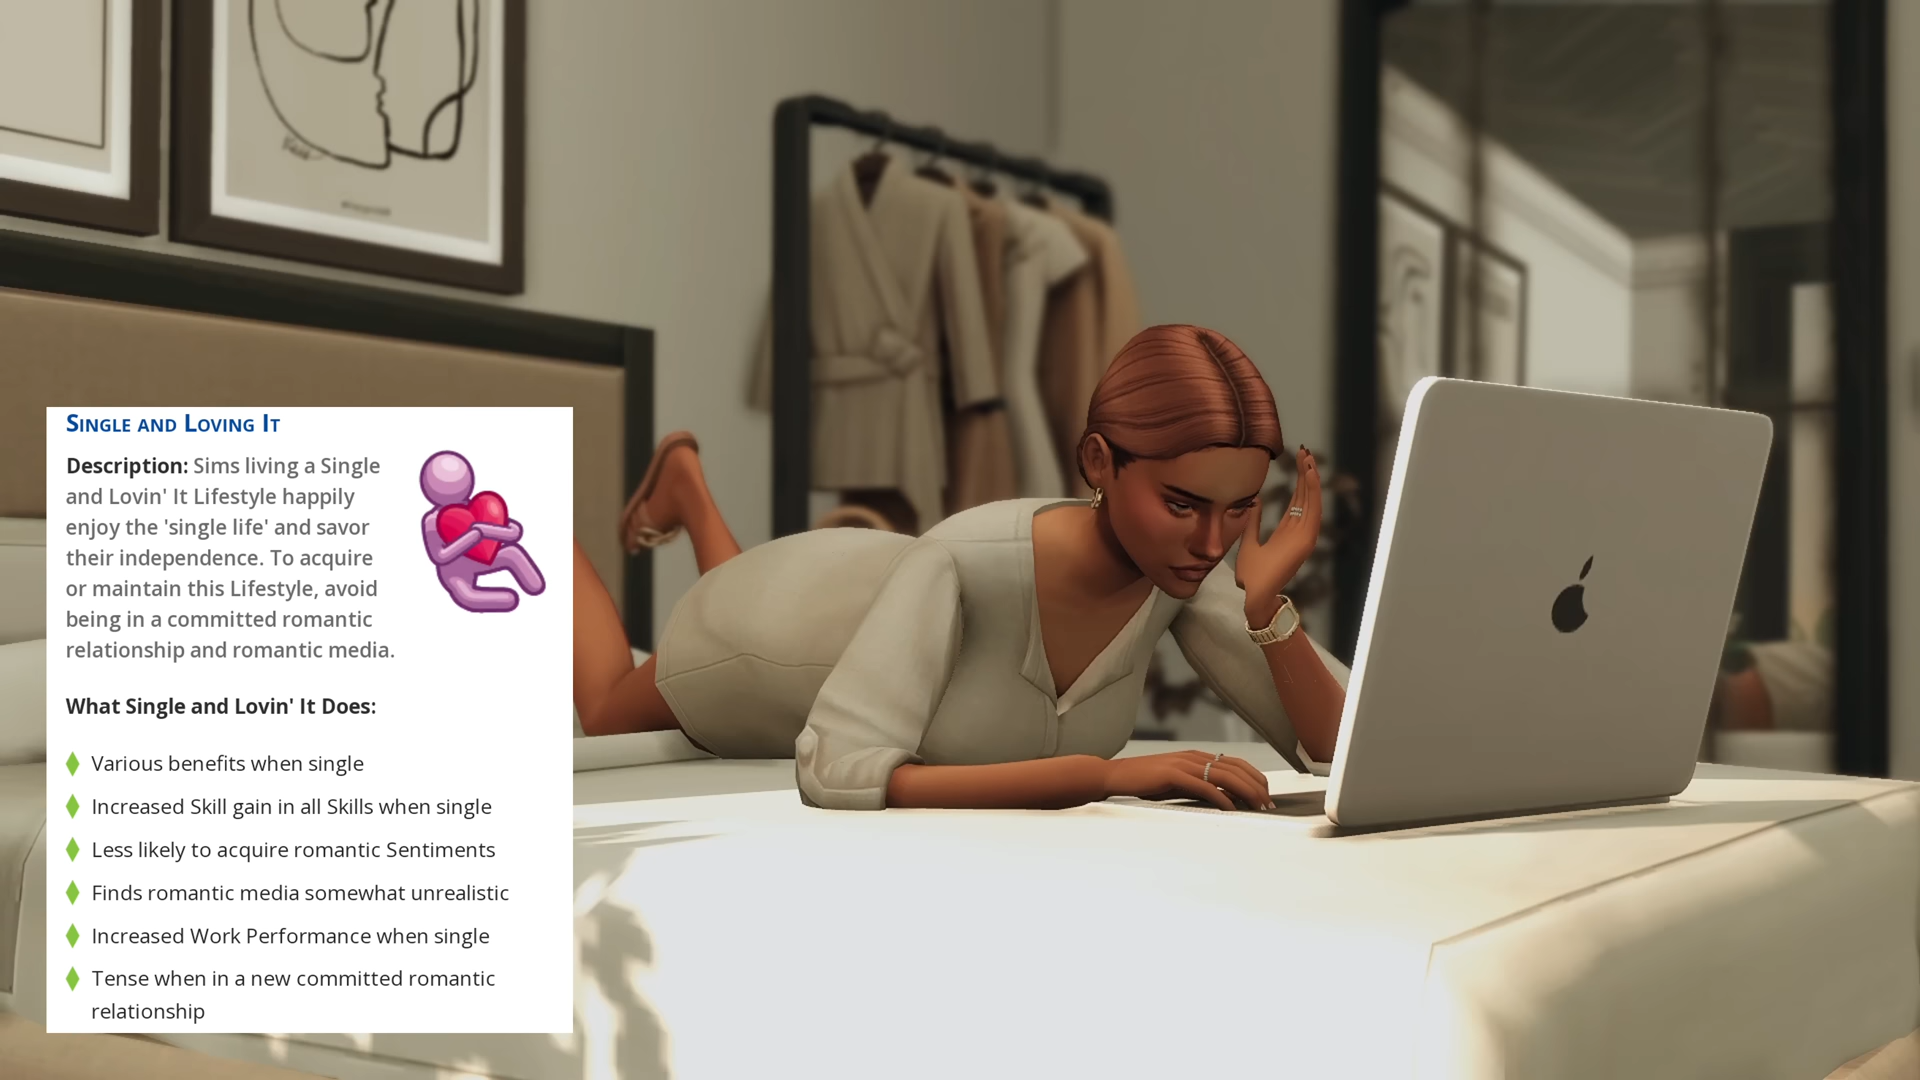 Single and Loving It
Description: Sims living a Single
and Lovin' It Lifestyle happily
enjoy the 'single life' and savor
their independence. To acquire
or maintain this Lifestyle, avoid
being in a committed romantic
relationship and romantic media.
What Single and Lovin' It Does:
Various benefits when single
Increased Skill gain in all Skills when single
Less likely to acquire romantic Sentiments
Finds romantic media somewhat unrealistic
Increased Work Performance when single
Tense when in a new committed romantic
relationship